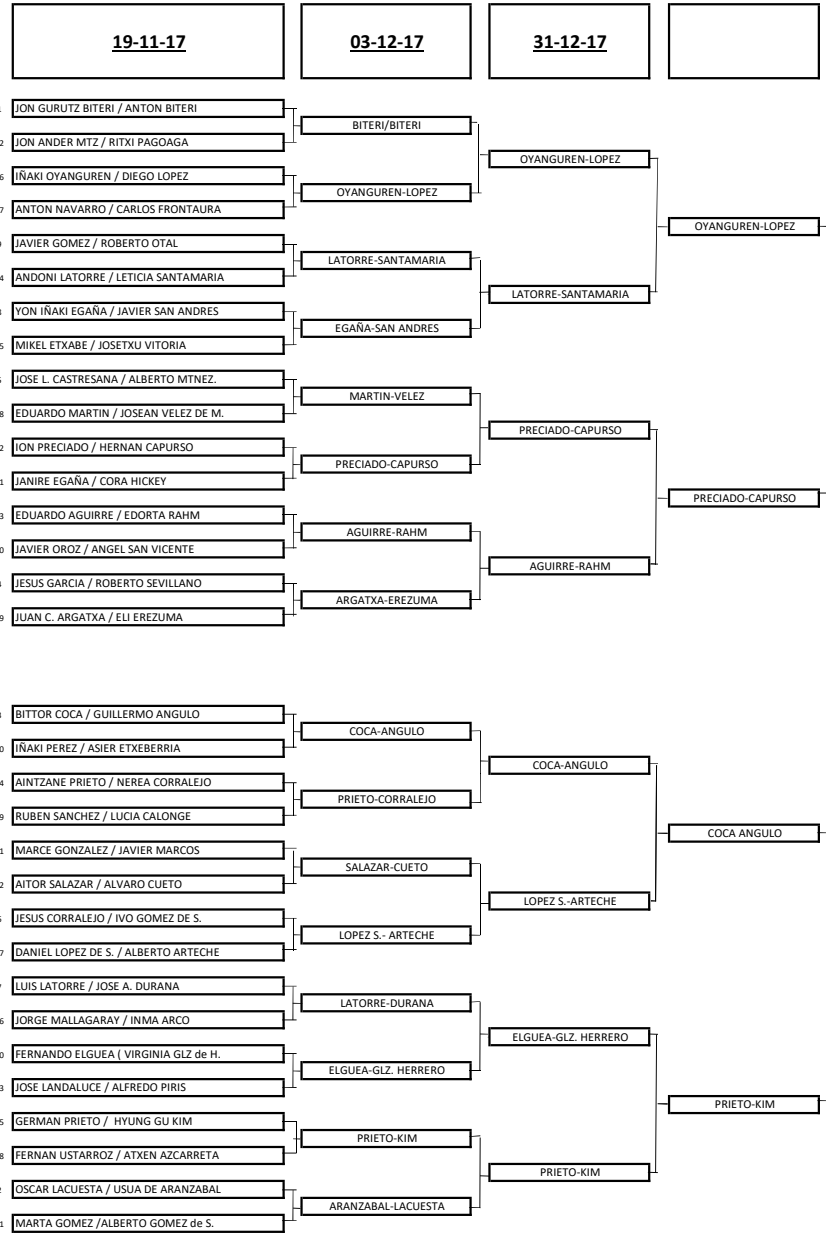 19-11-17
03-12-17
31-12-17
JON GURUTZ BITERI / ANTON BITERI
BITERI/BITERI
JON ANDER MTZ / RITXI PAGOAGA
OYANGUREN-LOPEZ
IÑAKI OYANGUREN / DIEGO LOPEZ
OYANGUREN-LOPEZ
ANTON NAVARRO / CARLOS FRONTAURA
OYANGUREN-LOPEZ
JAVIER GOMEZ / ROBERTO OTAL
LATORRE-SANTAMARIA
ANDONI LATORRE / LETICIA SANTAMARIA
LATORRE-SANTAMARIA
YON IÑAKI EGAÑA / JAVIER SAN ANDRES
EGAÑA-SAN ANDRES
MIKEL ETXABE / JOSETXU VITORIA
JOSE L. CASTRESANA / ALBERTO MTNEZ.
MARTIN-VELEZ
EDUARDO MARTIN / JOSEAN VELEZ DE M.
PRECIADO-CAPURSO
ION PRECIADO / HERNAN CAPURSO
PRECIADO-CAPURSO
JANIRE EGAÑA / CORA HICKEY
PRECIADO-CAPURSO
EDUARDO AGUIRRE / EDORTA RAHM
AGUIRRE-RAHM
JAVIER OROZ / ANGEL SAN VICENTE
AGUIRRE-RAHM
JESUS GARCIA / ROBERTO SEVILLANO
ARGATXA-EREZUMA
JUAN C. ARGATXA / ELI EREZUMA
BITTOR COCA / GUILLERMO ANGULO
COCA-ANGULO
IÑAKI PEREZ / ASIER ETXEBERRIA
COCA-ANGULO
AINTZANE PRIETO / NEREA CORRALEJO
PRIETO-CORRALEJO
RUBEN SANCHEZ / LUCIA CALONGE
COCA ANGULO
MARCE GONZALEZ / JAVIER MARCOS
SALAZAR-CUETO
AITOR SALAZAR / ALVARO CUETO
LOPEZ S.-ARTECHE
JESUS CORRALEJO / IVO GOMEZ DE S.
LOPEZ S.- ARTECHE
DANIEL LOPEZ DE S. / ALBERTO ARTECHE
LUIS LATORRE / JOSE A. DURANA
LATORRE-DURANA
JORGE MALLAGARAY / INMA ARCO
ELGUEA-GLZ. HERRERO
FERNANDO ELGUEA ( VIRGINIA GLZ de H.
ELGUEA-GLZ. HERRERO
JOSE LANDALUCE / ALFREDO PIRIS
PRIETO-KIM
GERMAN PRIETO / HYUNG GU KIM
PRIETO-KIM
FERNAN USTARROZ / ATXEN AZCARRETA
PRIETO-KIM
OSCAR LACUESTA / USUA DE ARANZABAL
ARANZABAL-LACUESTA
MARTA GOMEZ /ALBERTO GOMEZ de S.